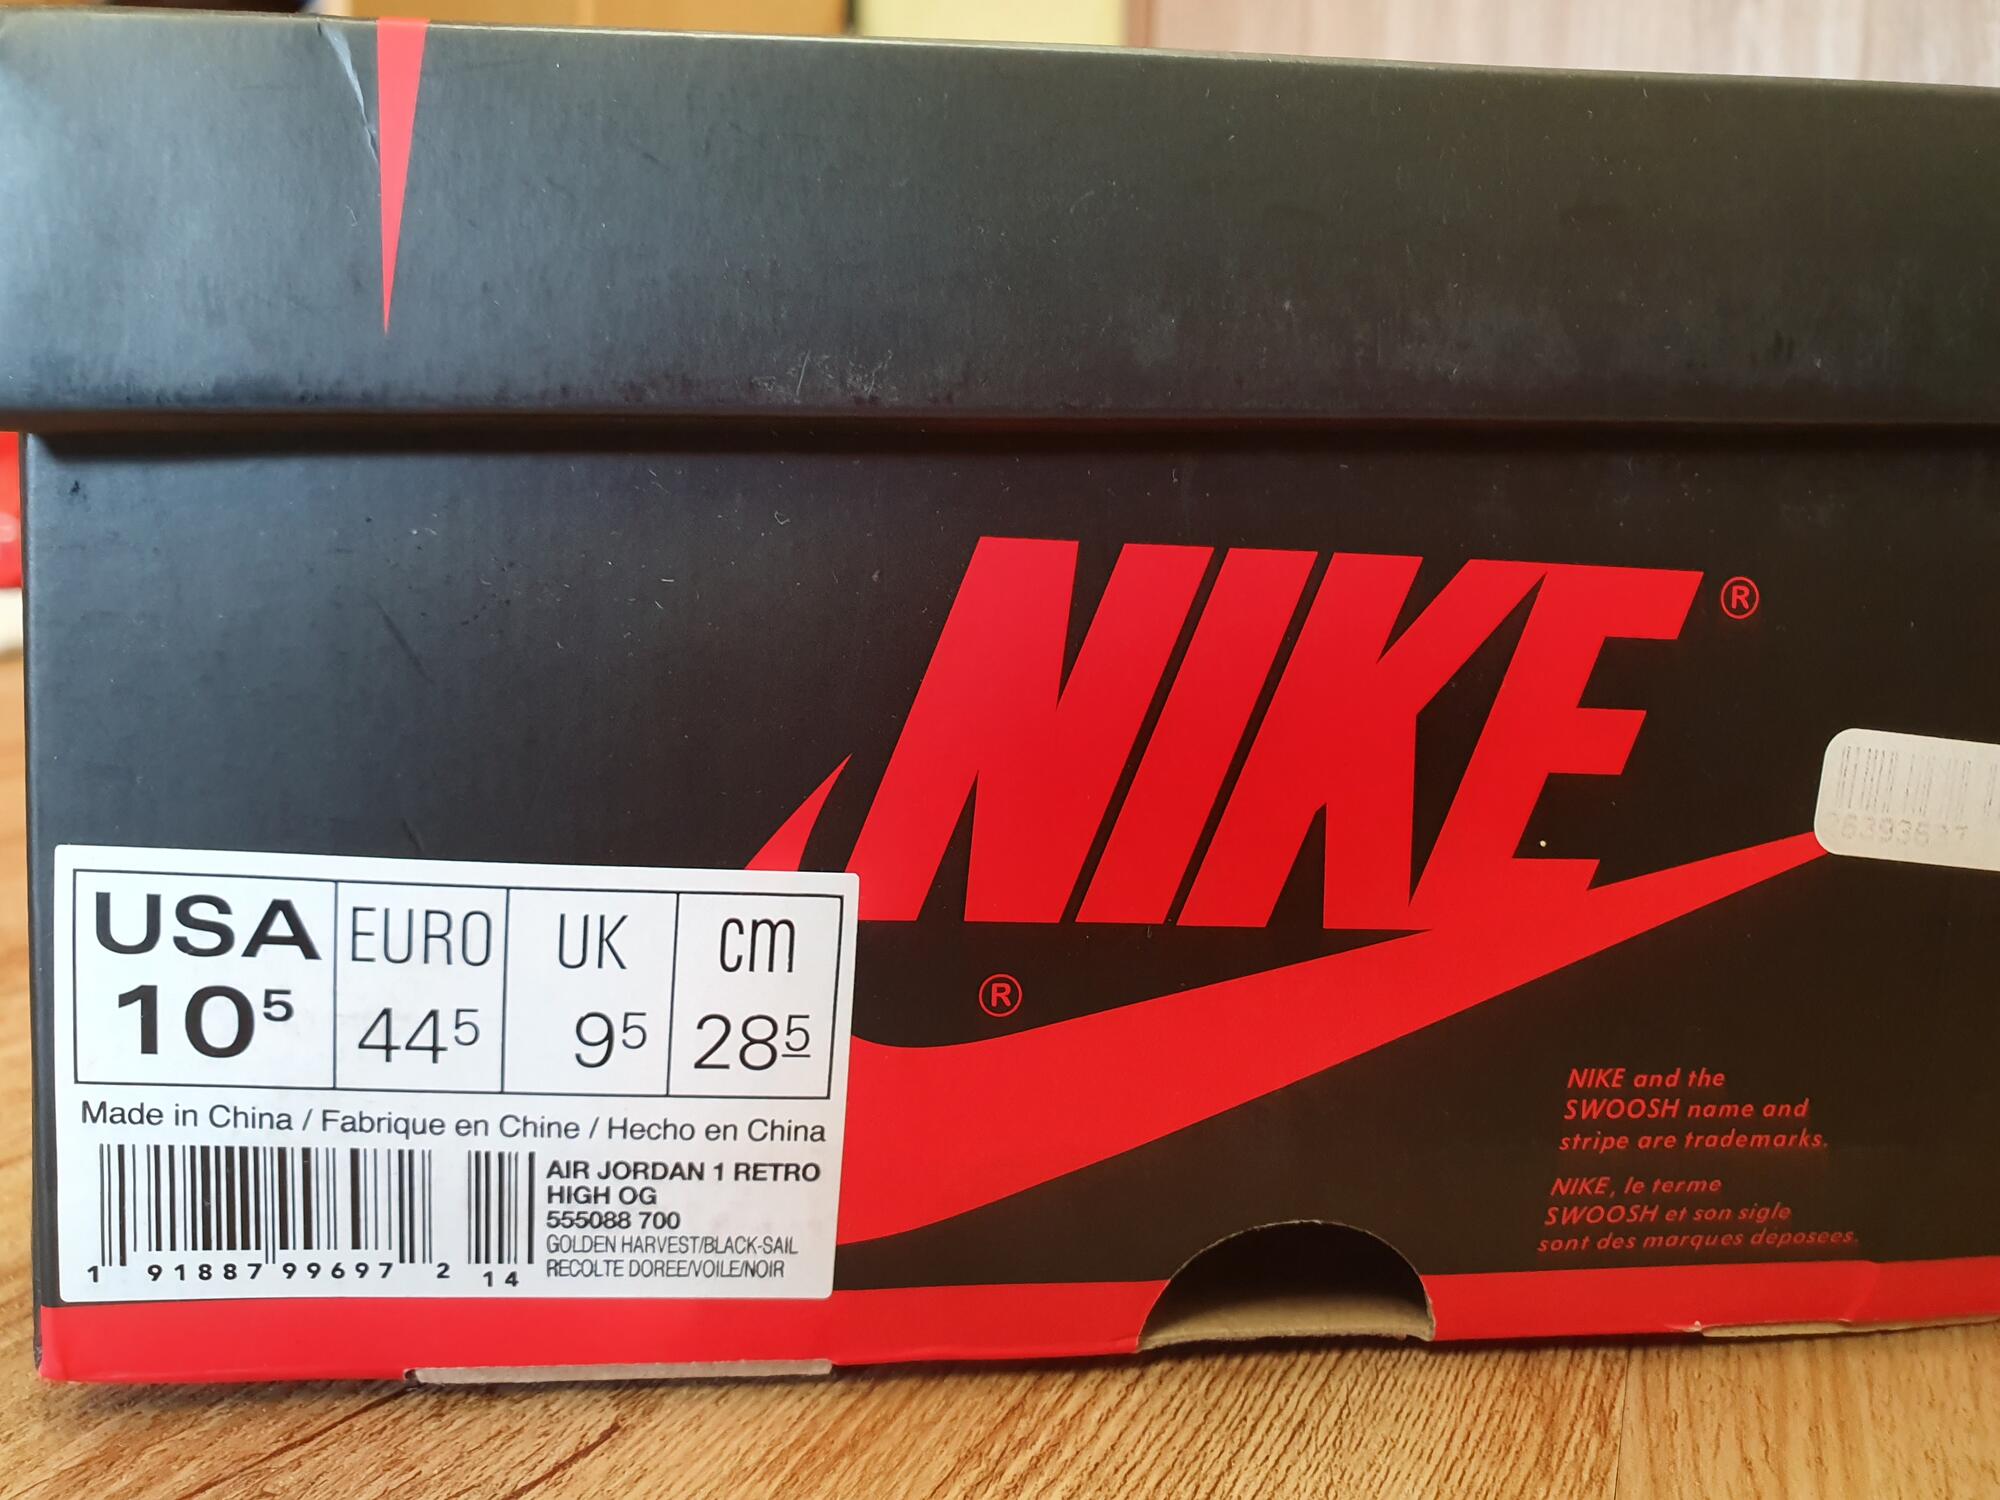 NIKE ®
®
USA EURO UK cm
10⁵ 44⁵ 9⁵ 28⁵
Made in China / Fabrique en Chine / Hecho en China
AIR JORDAN 1 RETRO
HIGH OG
555088 700
GOLDEN HARVEST/BLACK-SAIL
RECOLTE DOREE/VOILE/NOIR
1 91887 99697 2 14
NIKE and the
SWOOSH name and
stripe are trademarks.
NIKE, le terme
SWOOSH et son sigle
sont des marques deposees.